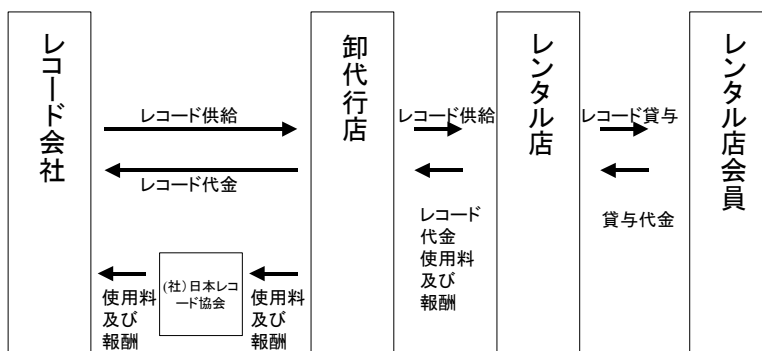 レコード会社
卸代行店
レンタル店
レンタル店会員
レコード供給
レコード代金
レコード供給
レコード貸与
レコード
代金
使用料
及び
報酬
貸与代金
(社)日本レコ
ード協会
使用料
及び
報酬
使用料
及び
報酬